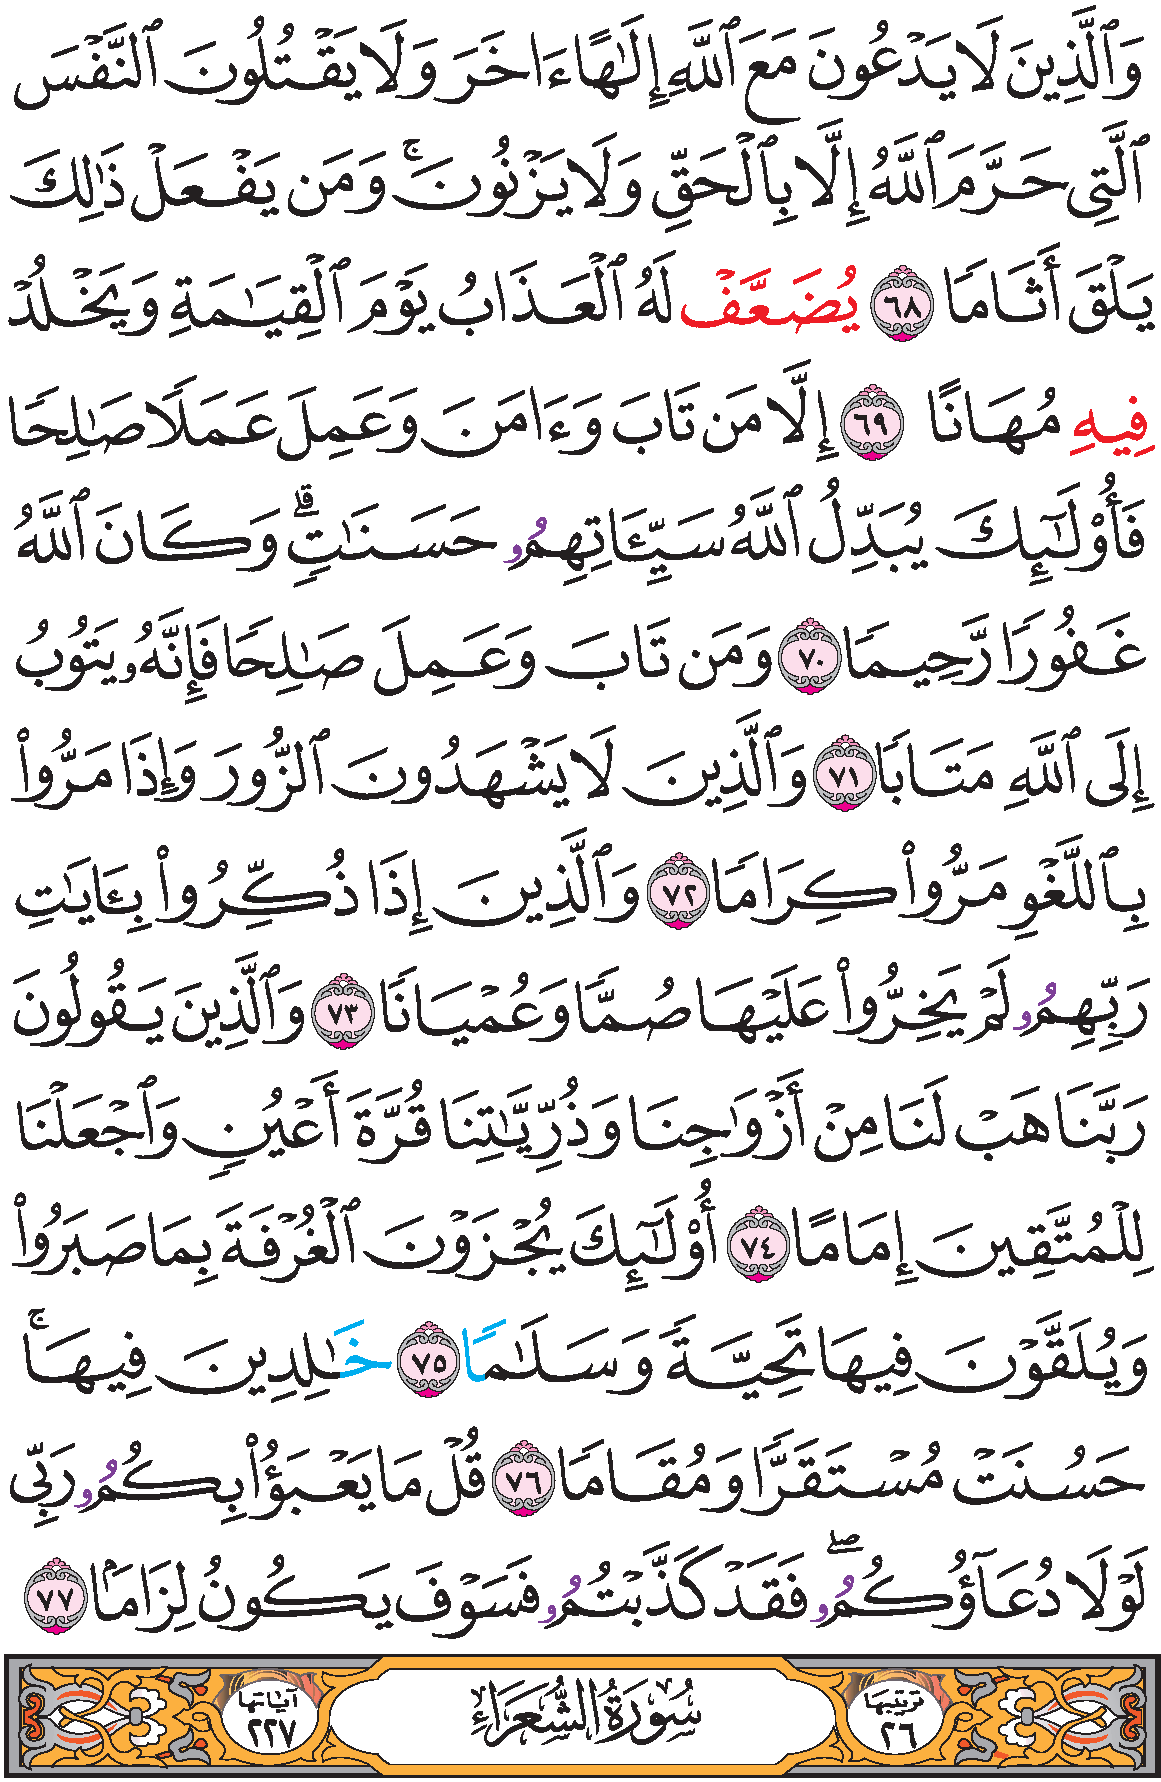 وَٱلَّذِينَ لَا يَدْعُونَ مَعَ ٱللَّهِ إِلَٰهًا ءَاخَرَ وَلَا يَقْتُلُونَ ٱلنَّفْسَ
ٱلَّتِى حَرَّمَ ٱللَّهُ إِلَّا بِٱلْحَقِّ وَلَا يَزْنُونَ ۚ وَمَن يَفْعَلْ ذَٰلِكَ
يَلْقَ أَثَامًا ٦٨ يُضَعَّفْ لَهُ ٱلْعَذَابُ يَوْمَ ٱلْقِيَٰمَةِ وَيَخْلُدْ
فِيهِ مُهَانًا ٦٩ إِلَّا مَن تَابَ وَءَامَنَ وَعَمِلَ عَمَلًا صَٰلِحًا
فَأُو۟لَٰٓئِكَ يُبَدِّلُ ٱللَّهُ سَيِّـَٔاتِهِمُۥ حَسَنَٰتٍ ۗ وَكَانَ ٱللَّهُ
غَفُورًا رَّحِيمًا ٧٠ وَمَن تَابَ وَعَمِلَ صَٰلِحًا فَإِنَّهُۥ يَتُوبُ
إِلَى ٱللَّهِ مَتَابًا ٧١ وَٱلَّذِينَ لَا يَشْهَدُونَ ٱلزُّورَ وَإِذَا مَرُّوا۟
بِٱللَّغْوِ مَرُّوا۟ كِرَامًا ٧٢ وَٱلَّذِينَ إِذَا ذُكِّرُوا۟ بِـَٔايَٰتِ
رَبِّهِمُۥ لَمْ يَخِرُّوا۟ عَلَيْهَا صُمًّا وَعُمْيَانًا ٧٣ وَٱلَّذِينَ يَقُولُونَ
رَبَّنَا هَبْ لَنَا مِنْ أَزْوَٰجِنَا وَذُرِّيَّٰتِنَا قُرَّةَ أَعْيُنٍ وَٱجْعَلْنَا
لِلْمُتَّقِينَ إِمَامًا ٧٤ أُو۟لَٰٓئِكَ يُجْزَوْنَ ٱلْغُرْفَةَ بِمَا صَبَرُوا۟
وَيُلَقَّوْنَ فِيهَا تَحِيَّةً وَسَلَٰمًا ٧٥ خَٰلِدِينَ فِيهَا ۚ
حَسُنَتْ مُسْتَقَرًّا وَمُقَامًا ٧٦ قُلْ مَا يَعْبَؤُا۟ بِكُمُۥ رَبِّى
لَوْلَا دُعَآؤُكُمُۥ ۖ فَقَدْ كَذَّبْتُمُۥ فَسَوْفَ يَكُونُ لِزَامًۢا ٧٧
ترتيبها ٢٦ سُورَةُ الشُّعَرَاءِ آياتها ٢٢٧